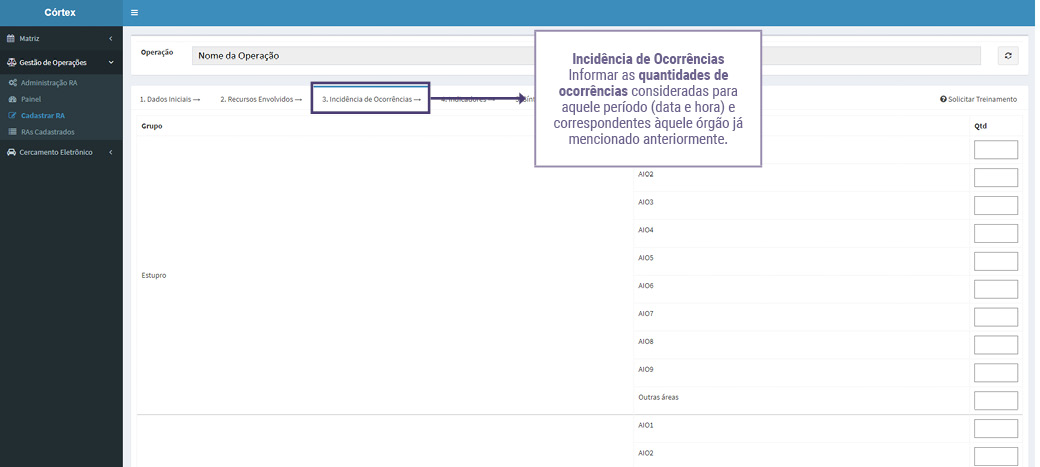 Córtex
Matriz
Gestão de Operações
Administração RA
Painel
Cadastrar RA
RAs Cadastrados
Cercamento Eletrônico
Operação
Nome da Operação
1. Dados Iniciais →
2. Recursos Envolvidos →
3. Incidência de Ocorrências →
4. Indicadores →
Solicitar Treinamento
Incidência de Ocorrências
Informar as quantidades de
ocorrências consideradas para
aquele período (data e hora) e
correspondentes àquele órgão já
mencionado anteriormente.
Grupo
Qtd
Estupro
AIO2
AIO3
AIO4
AIO5
AIO6
AIO7
AIO8
AIO9
Outras áreas
AIO1
AIO2